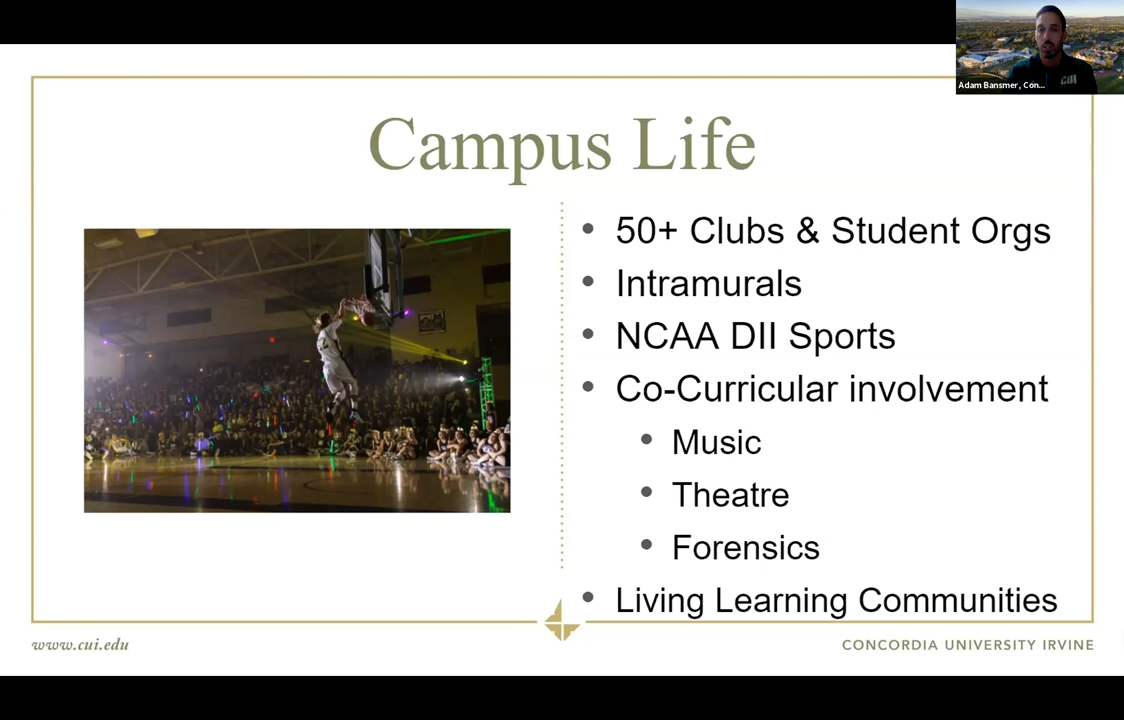 Adam Bansmer, Con...
CUI
Campus Life
50+ Clubs & Student Orgs
Intramurals
NCAA DII Sports
Co-Curricular involvement
Music
Theatre
Forensics
Living Learning Communities
www.cui.edu
CONCORDIA UNIVERSITY IRVINE